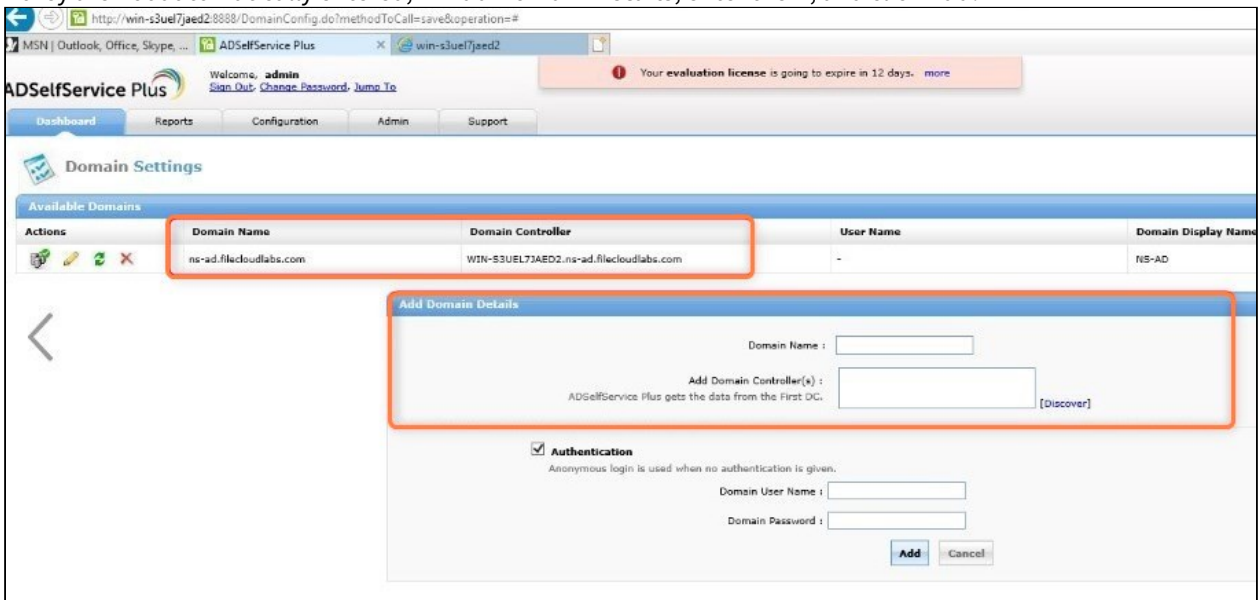 http://win-s3uel7jaed2:8888/DomainConfig.do?methodToCall=save&operation=#
MSN | Outlook, Office, Skype, ...
ADSelfService Plus
win-s3uel7jaed2
ADSelfService Plus
Welcome, admin
Sign Out- Change Password- Jump To
Your evaluation license is going to expire in 12 days. more
Dashboard Reports Configuration Admin Support
Domain Settings
Available Domains
Actions Domain Name Domain Controller User Name Domain Display Name
ns-ad.filecloudlabs.com WIN-S3UEL7JAED2.ns-ad.filecloudlabs.com - NS-AD
Add Domain Details
Domain Name :
Add Domain Controller(s) :
ADSelfService Plus gets the data from the First DC.
[Discover]
Authentication
Anonymous login is used when no authentication is given.
Domain User Name :
Domain Password :
Add Cancel